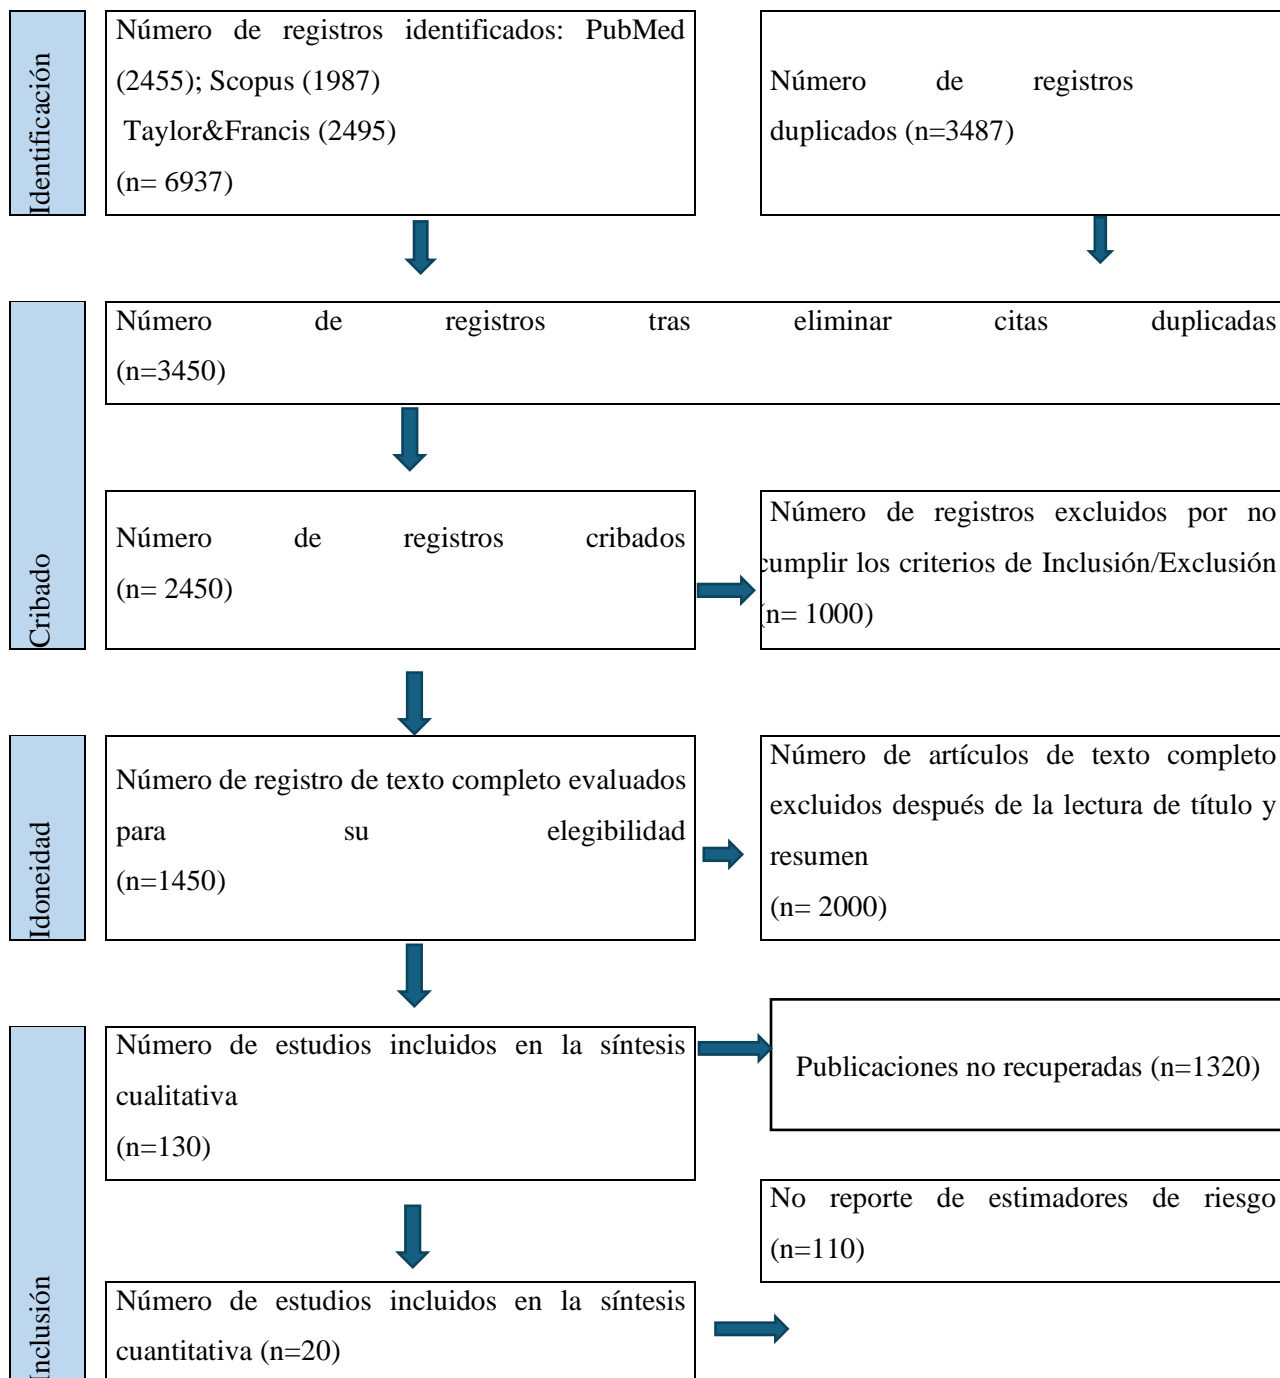 Identificación
Número de registros identificados: PubMed
(2455); Scopus (1987)
Taylor&Francis (2495)
(n= 6937)
Número de registros
duplicados (n=3487)
Cribado
Número de registros tras eliminar citas duplicadas
(n=3450)
Número de registros cribados
(n= 2450)
Número de registros excluidos por no
cumplir los criterios de Inclusión/Exclusión
(n= 1000)
Idoneidad
Número de registro de texto completo evaluados
para su elegibilidad
(n=1450)
Número de artículos de texto completo
excluidos después de la lectura de título y
resumen
(n= 2000)
Inclusión
Número de estudios incluidos en la síntesis
cualitativa
(n=130)
Publicaciones no recuperadas (n=1320)
No reporte de estimadores de riesgo
(n=110)
Número de estudios incluidos en la síntesis
cuantitativa (n=20)